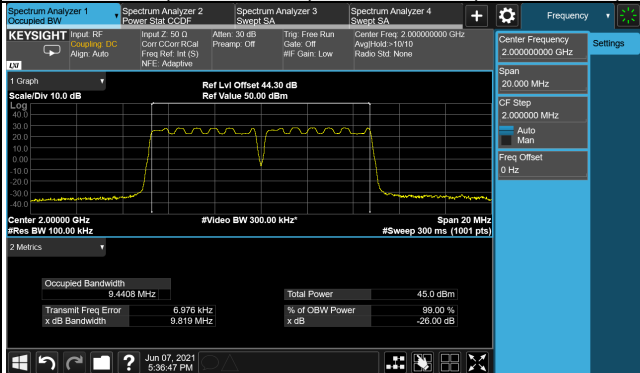 Spectrum Analyzer 1
Occupied BW
Spectrum Analyzer 2
Power Stat CCDF
Spectrum Analyzer 3
Swept SA
Spectrum Analyzer 4
Swept SA
+
Frequency
KEYSIGHT
Input: RF
Coupling: DC
Align: Auto
Input Z: 50 Ω
Corr CCorr RCal
Freq Ref: Int (S)
NFE: Adaptive
Atten: 30 dB
Preamp: Off
Trig: Free Run
Gate: Off
#IF Gain: Low
Center Freq: 2.000000000 GHz
Avg|Hold:>10/10
Radio Std: None
LXI
1 Graph
Scale/Div 10.0 dB
Ref Lvl Offset 44.30 dB
Ref Value 50.00 dBm
Log
40.0
30.0
20.0
10.0
0.00
-10.0
-20.0
-30.0
-40.0
Center 2.00000 GHz
#Res BW 100.00 kHz
#Video BW 300.00 kHz*
Span 20 MHz
#Sweep 300 ms (1001 pts)
2 Metrics
Occupied Bandwidth
9.4408 MHz
Total Power
45.0 dBm
Transmit Freq Error
6.976 kHz
% of OBW Power
99.00 %
x dB Bandwidth
9.819 MHz
x dB
-26.00 dB
Center Frequency
2.000000000 GHz
Settings
Span
20.000 MHz
CF Step
2.000000 MHz
Auto
Man
Freq Offset
0 Hz
?
Jun 07, 2021
5:36:47 PM